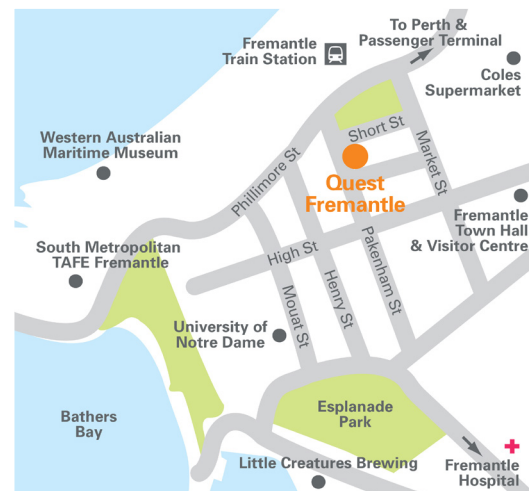 To Perth &
Passenger Terminal
Fremantle
Train Station
Coles
Supermarket
Short St
Western Australian
Maritime Museum
Market St
Phillimore St
Quest
Fremantle
Fremantle
Town Hall
& Visitor Centre
South Metropolitan
TAFE Fremantle
High St
Pakenham St
Henry St
Mouat St
University of
Notre Dame
Bathers
Bay
Esplanade
Park
Little Creatures Brewing
Fremantle
Hospital